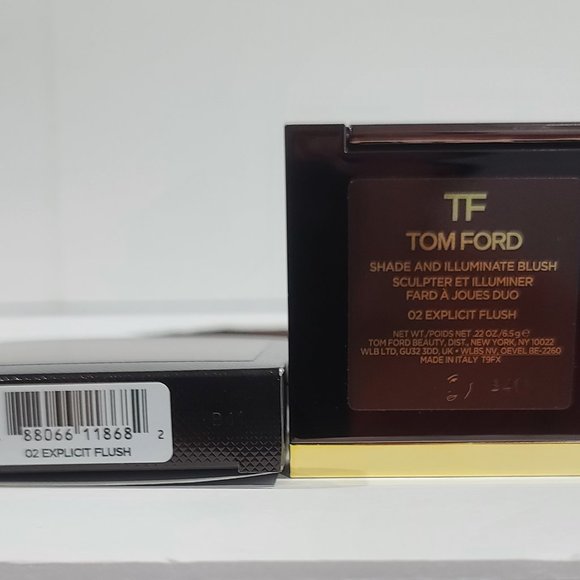 TF
TOM FORD
SHADE AND ILLUMINATE BLUSH
SCULPTER ET ILLUMINER
FARD À JOUES DUO
02 EXPLICIT FLUSH
NET WT./POIDS NET .22 OZ./6.5g ℮
TOM FORD BEAUTY, DIST., NEW YORK, NY 10022
WLB LTD, GU32 3DD, UK • WLBS NV, OEVEL BE-2260
MADE IN ITALY T9FX
88066 11868 2
02 EXPLICIT FLUSH